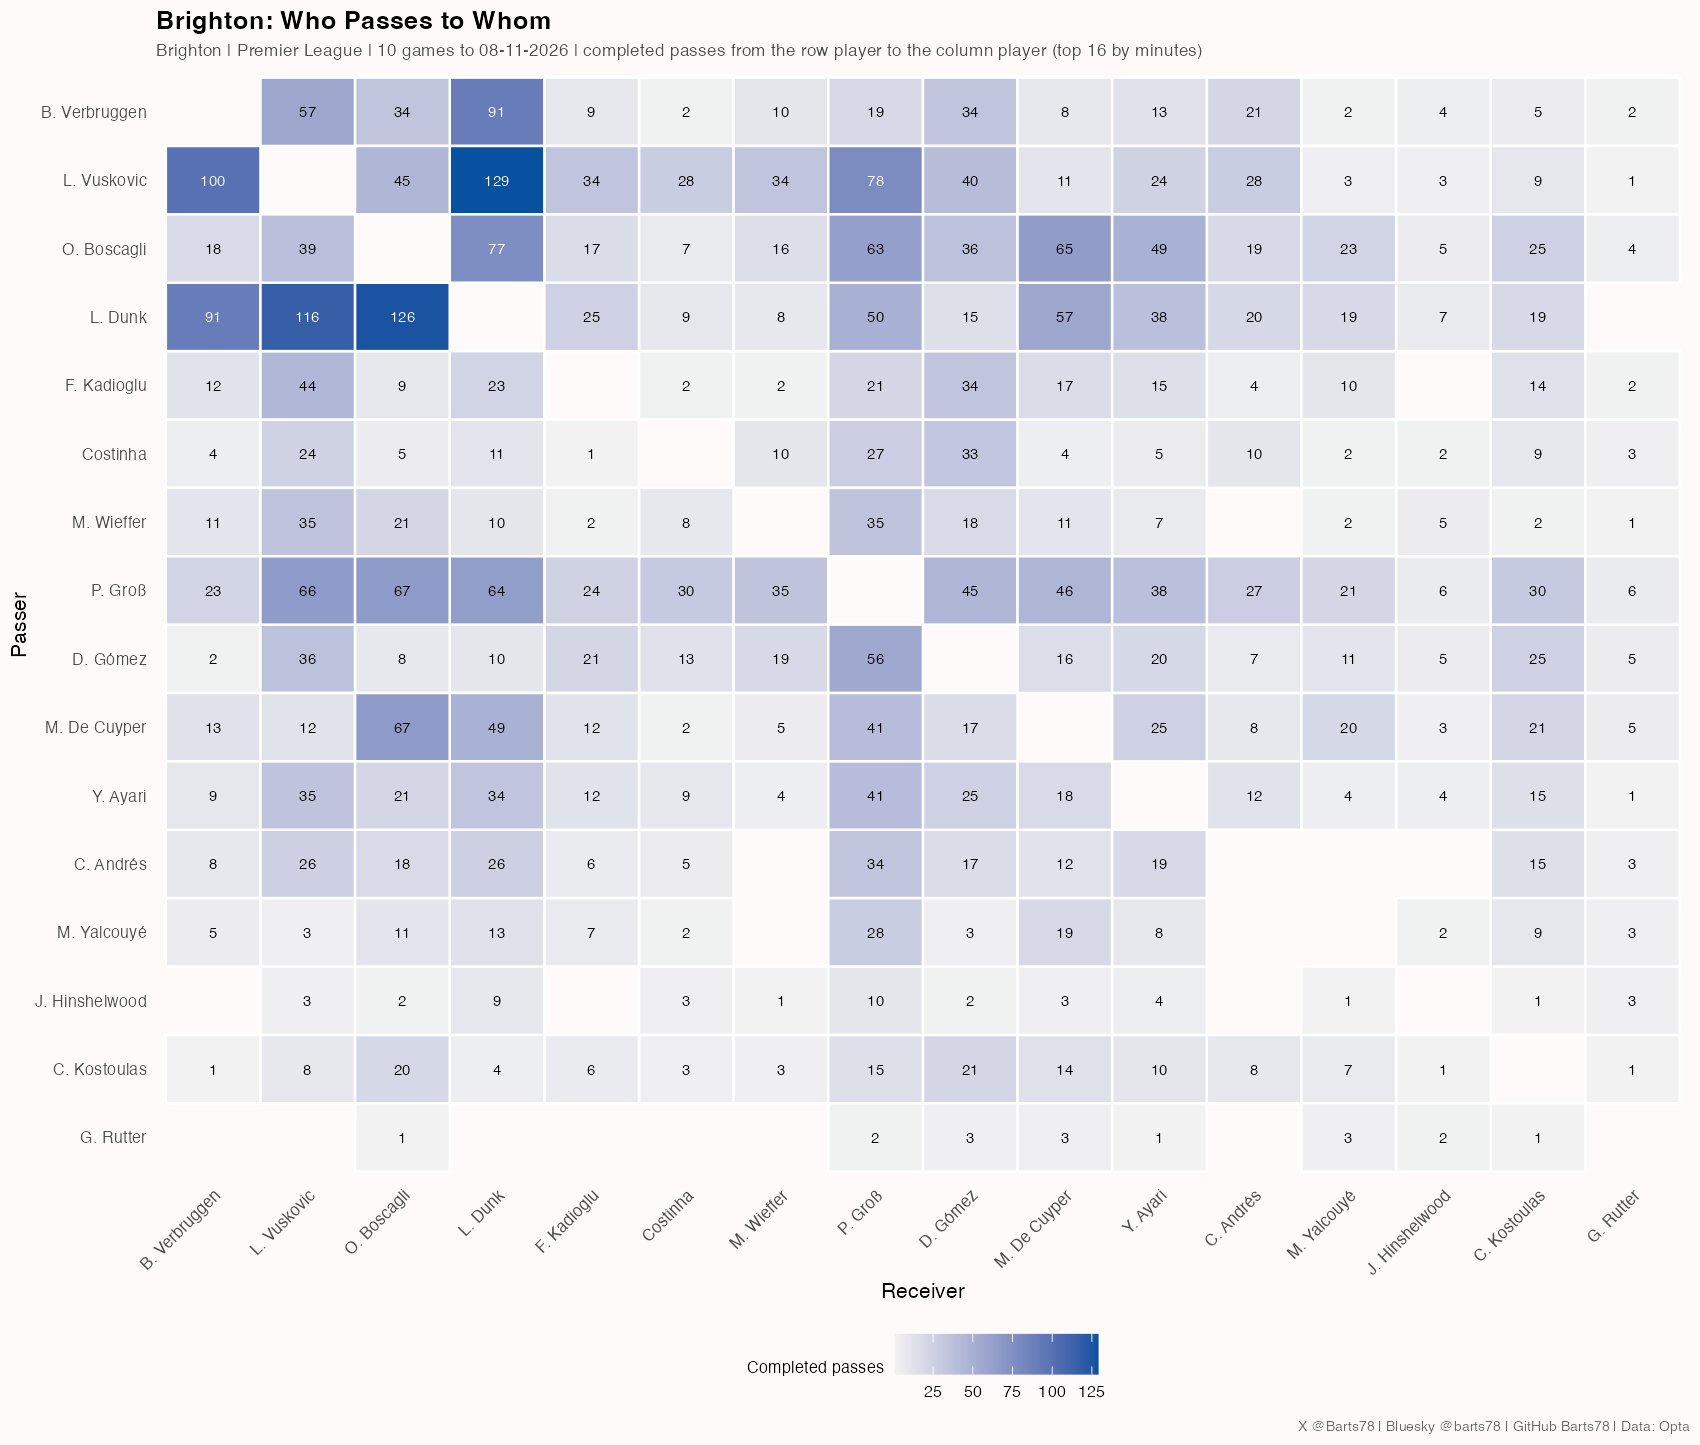 Brighton: Who Passes to Whom
Brighton | Premier League | 10 games to 08-11-2026 | completed passes from the row player to the column player (top 16 by minutes)
B. Verbruggen 57 34 91 9 2 10 19 34 8 13 21 2 4 5 2
L. Vuskovic 100 45 129 34 28 34 78 40 11 24 28 3 3 9 1
O. Boscagli 18 39 77 17 7 16 63 36 65 49 19 23 5 25 4
L. Dunk 91 116 126 25 9 8 50 15 57 38 20 19 7 19
F. Kadioglu 12 44 9 23 2 2 21 34 17 15 4 10 14 2
Costinha 4 24 5 11 1 10 27 33 4 5 10 2 2 9 3
M. Wieffer 11 35 21 10 2 8 35 18 11 7 2 5 2 1
P. Groß 23 66 67 64 24 30 35 45 46 38 27 21 6 30 6
D. Gómez 2 36 8 10 21 13 19 56 16 20 7 11 5 25 5
M. De Cuyper 13 12 67 49 12 2 5 41 17 25 8 20 3 21 5
Y. Ayari 9 35 21 34 12 9 4 41 25 18 12 4 4 15 1
C. Andrés 8 26 18 26 6 5 34 17 12 19 15 3
M. Yalcouyé 5 3 11 13 7 2 28 3 19 8 2 9 3
J. Hinshelwood 3 2 9 3 1 10 2 3 4 1 1 3
C. Kostoulas 1 8 20 4 6 3 3 15 21 14 10 8 7 1 1
G. Rutter 1 2 3 3 1 3 2 1
Passer
B. Verbruggen L. Vuskovic O. Boscagli L. Dunk F. Kadioglu Costinha M. Wieffer P. Groß D. Gómez M. De Cuyper Y. Ayari C. Andrés M. Yalcouyé J. Hinshelwood C. Kostoulas G. Rutter
Receiver
Completed passes
25 50 75 100 125
X @Barts78 | Bluesky @barts78 | GitHub Barts78 | Data: Opta